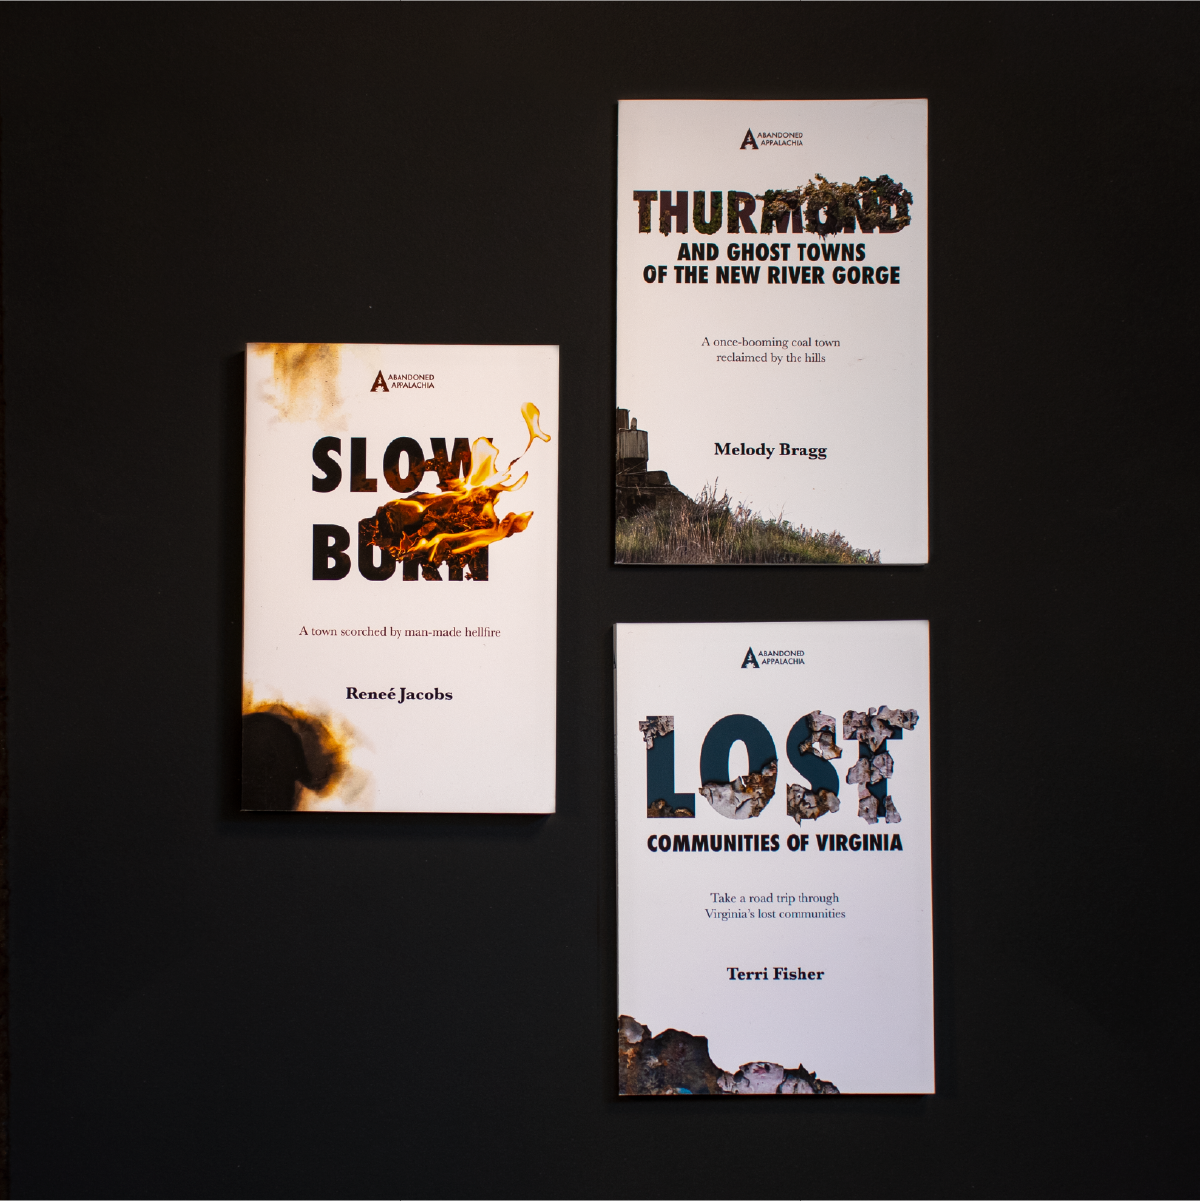 ABANDONED
APPALACHIA
SLOW
BURN
A town scorched by man-made hellfire
Reneé Jacobs
ABANDONED
APPALACHIA
THURMOND
AND GHOST TOWNS
OF THE NEW RIVER GORGE
A once-booming coal town
reclaimed by the hills
Melody Bragg
ABANDONED
APPALACHIA
LOST
COMMUNITIES OF VIRGINIA
Take a road trip through
Virginia's lost communities
Terri Fisher